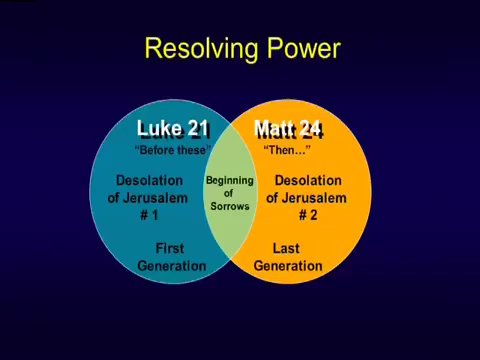 Resolving Power
Luke 21
"Before these"
Desolation
of Jerusalem
# 1
First
Generation
Beginning
of
Sorrows
Matt 24
"Then…"
Desolation
of Jerusalem
# 2
Last
Generation